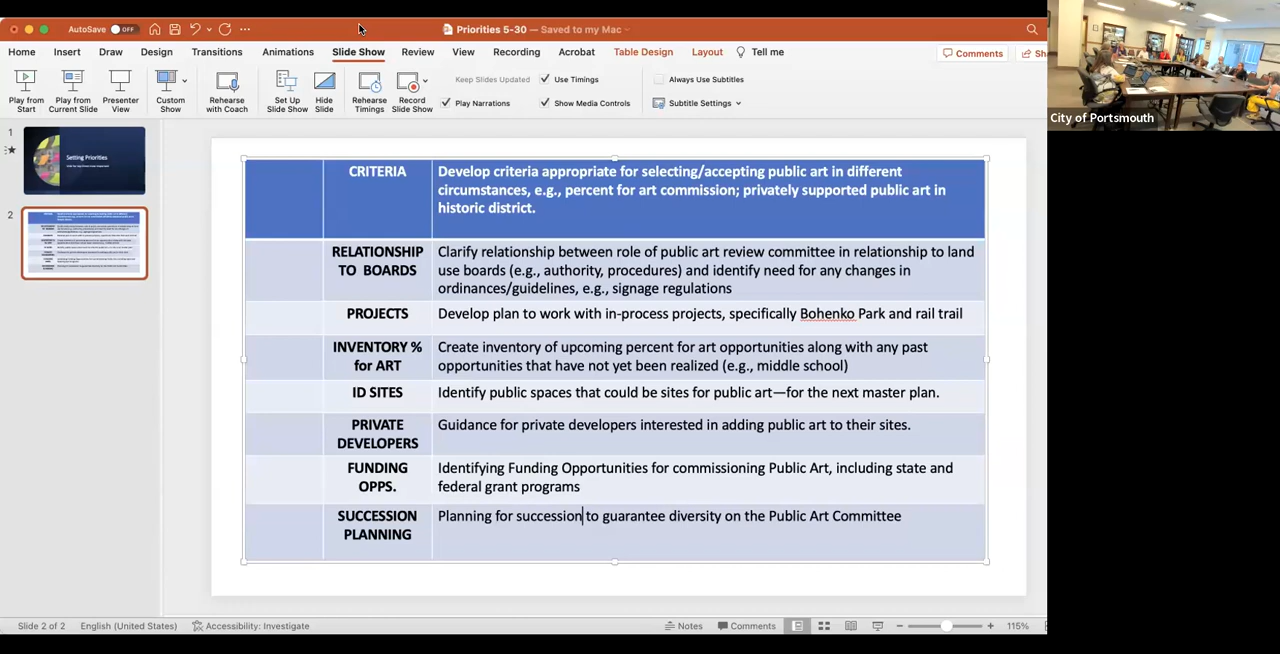 AutoSave OFF
Priorities 5-30 — Saved to my Mac
Home Insert Draw Design Transitions Animations Slide Show Review View Recording Acrobat Table Design Layout Tell me
Comments
Sh
Play from Start
Play from Current Slide
Presenter View
Custom Show
Rehearse with Coach
Set Up Slide Show
Hide Slide
Rehearse Timings
Record Slide Show
Keep Slides Updated
Use Timings
Play Narrations
Show Media Controls
Always Use Subtitles
Subtitle Settings
City of Portsmouth
1
Setting Priorities
2
CRITERIA
Develop criteria appropriate for selecting/accepting public art in different
circumstances, e.g., percent for art commission; privately supported public art in
historic district.
RELATIONSHIP
TO BOARDS
Clarify relationship between role of public art review committee in relationship to land
use boards (e.g., authority, procedures) and identify need for any changes in
ordinances/guidelines, e.g., signage regulations
PROJECTS
Develop plan to work with in-process projects, specifically Bohenko Park and rail trail
INVENTORY %
for ART
Create inventory of upcoming percent for art opportunities along with any past
opportunities that have not yet been realized (e.g., middle school)
ID SITES
Identify public spaces that could be sites for public art—for the next master plan.
PRIVATE
DEVELOPERS
Guidance for private developers interested in adding public art to their sites.
FUNDING
OPPS.
Identifying Funding Opportunities for commissioning Public Art, including state and
federal grant programs
SUCCESSION
PLANNING
Planning for succession to guarantee diversity on the Public Art Committee
Slide 2 of 2 English (United States) Accessibility: Investigate
Notes Comments 115%